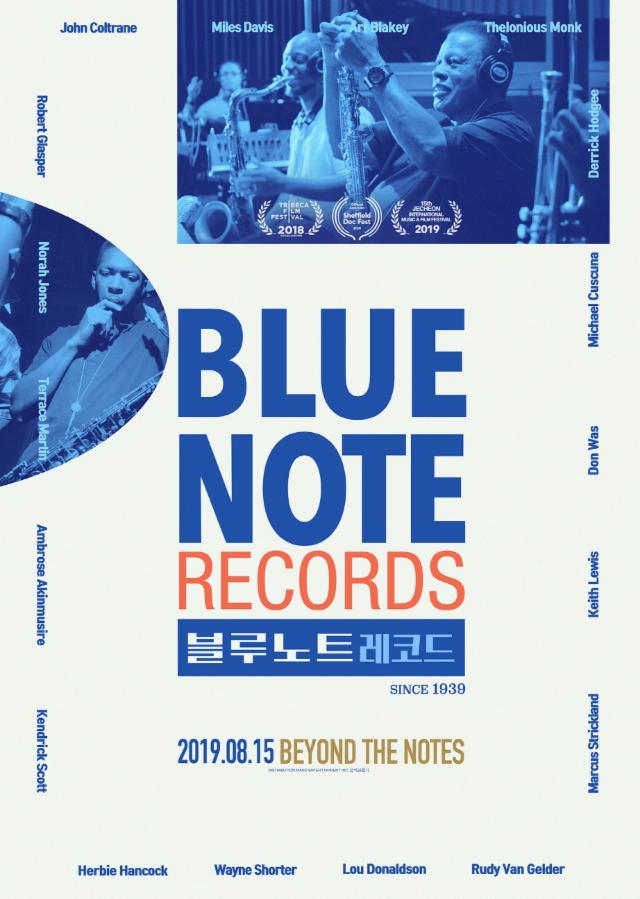 John Coltrane
Miles Davis
Art Blakey
Thelonious Monk
Robert Glasper
Norah Jones
Terrace Martin
Ambrose Akinmusire
Kendrick Scott
TRIBECA
FILM
FESTIVAL
2018
Sheffield
Doc Fest
15th
JECHEON
INTERNATIONAL
MUSIC & FILM FESTIVAL
2019
Derrick Hodgee
Michael Cuscuna
Don Was
Keith Lewis
Marcus Strickland
BLUE
NOTE
RECORDS
블루노트레코드
SINCE 1939
2019.08.15 BEYOND THE NOTES
Herbie Hancock
Wayne Shorter
Lou Donaldson
Rudy Van Gelder